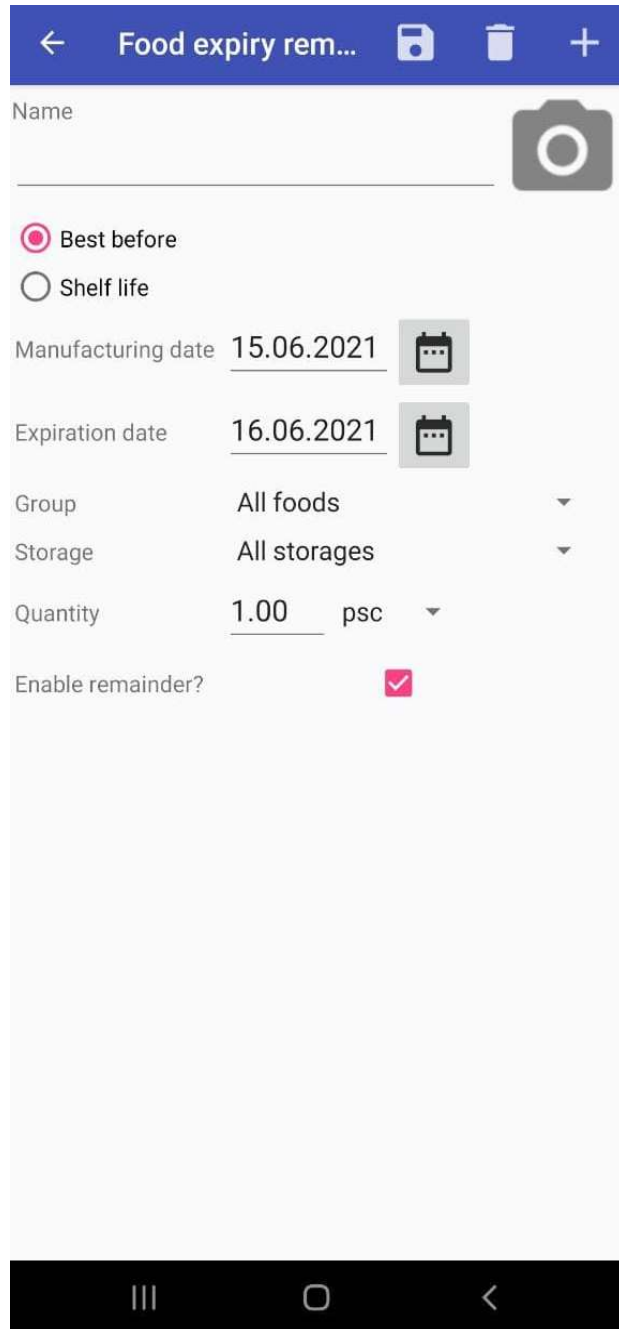 Food expiry rem...
Name
Best before
Shelf life
Manufacturing date 15.06.2021
Expiration date 16.06.2021
Group All foods
Storage All storages
Quantity 1.00 psc
Enable remainder?